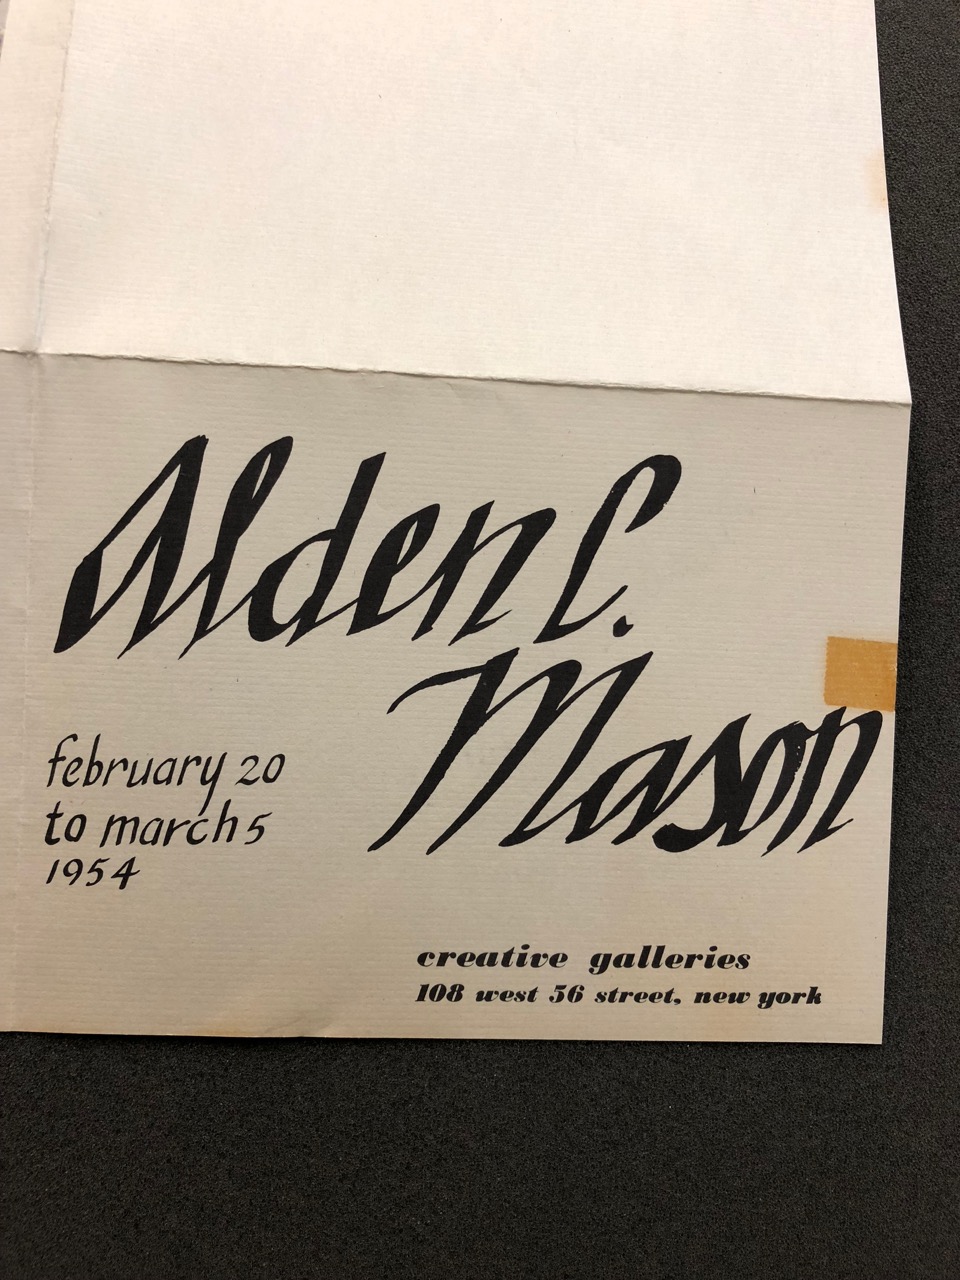 Alden C.
Mason
february 20
to march 5
1954
creative galleries
108 west 56 street, new york